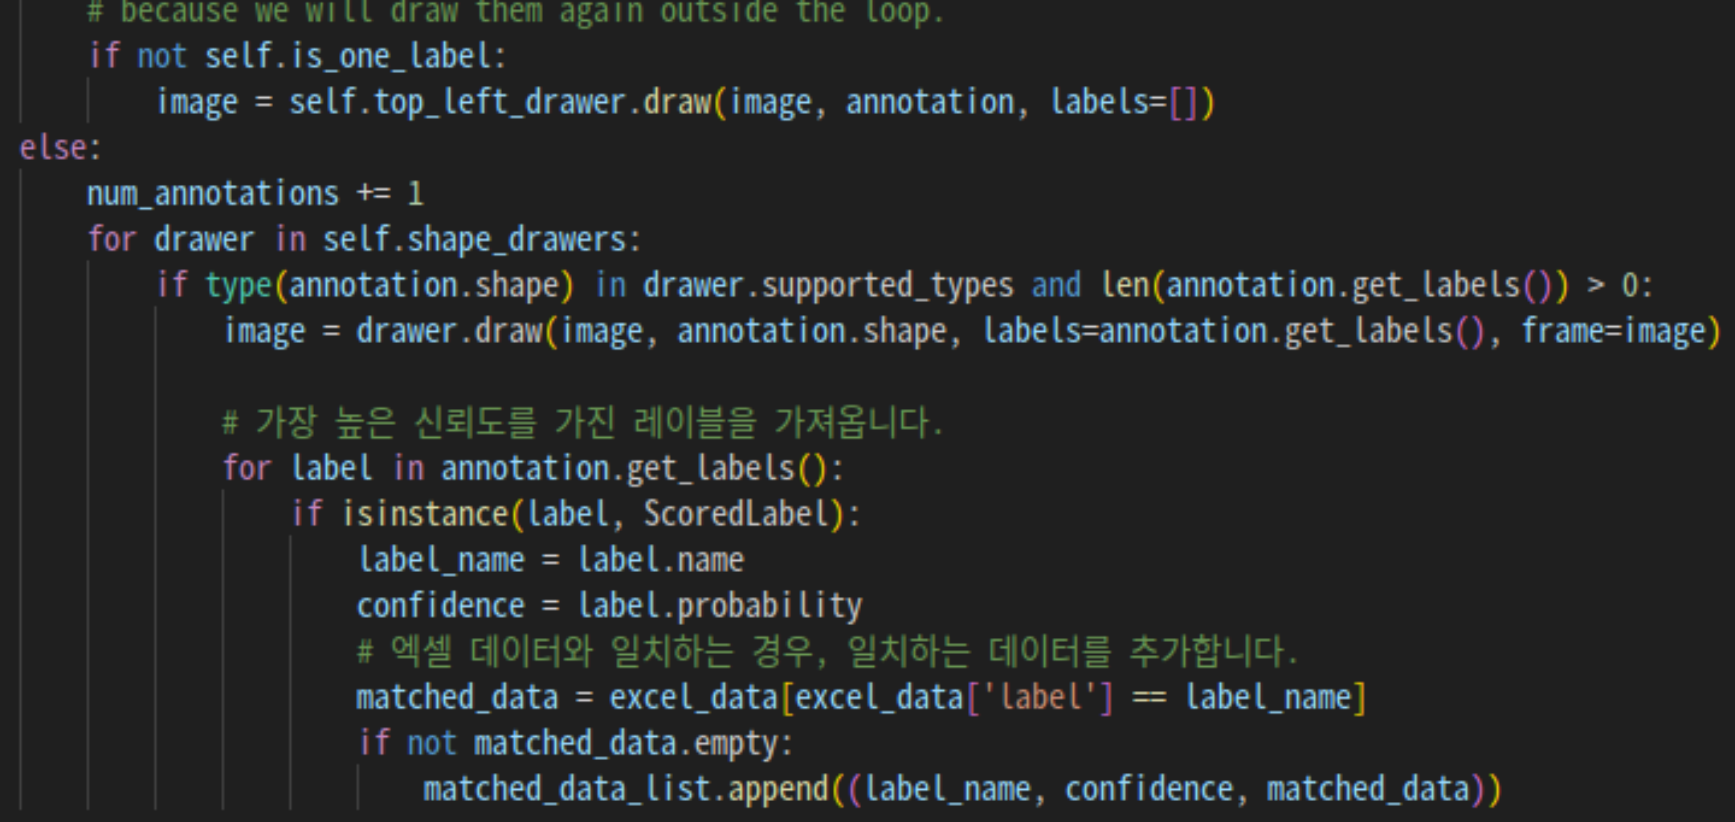 # because we will draw them again outside the loop.
if not self.is_one_label:
image = self.top_left_drawer.draw(image, annotation, labels=[])
else:
num_annotations += 1
for drawer in self.shape_drawers:
if type(annotation.shape) in drawer.supported_types and len(annotation.get_labels()) > 0:
image = drawer.draw(image, annotation.shape, labels=annotation.get_labels(), frame=image)
# 가장 높은 신뢰도를 가진 레이블을 가져옵니다.
for label in annotation.get_labels():
if isinstance(label, ScoredLabel):
label_name = label.name
confidence = label.probability
# 엑셀 데이터와 일치하는 경우, 일치하는 데이터를 추가합니다.
matched_data = excel_data[excel_data['label'] == label_name]
if not matched_data.empty:
matched_data_list.append((label_name, confidence, matched_data))